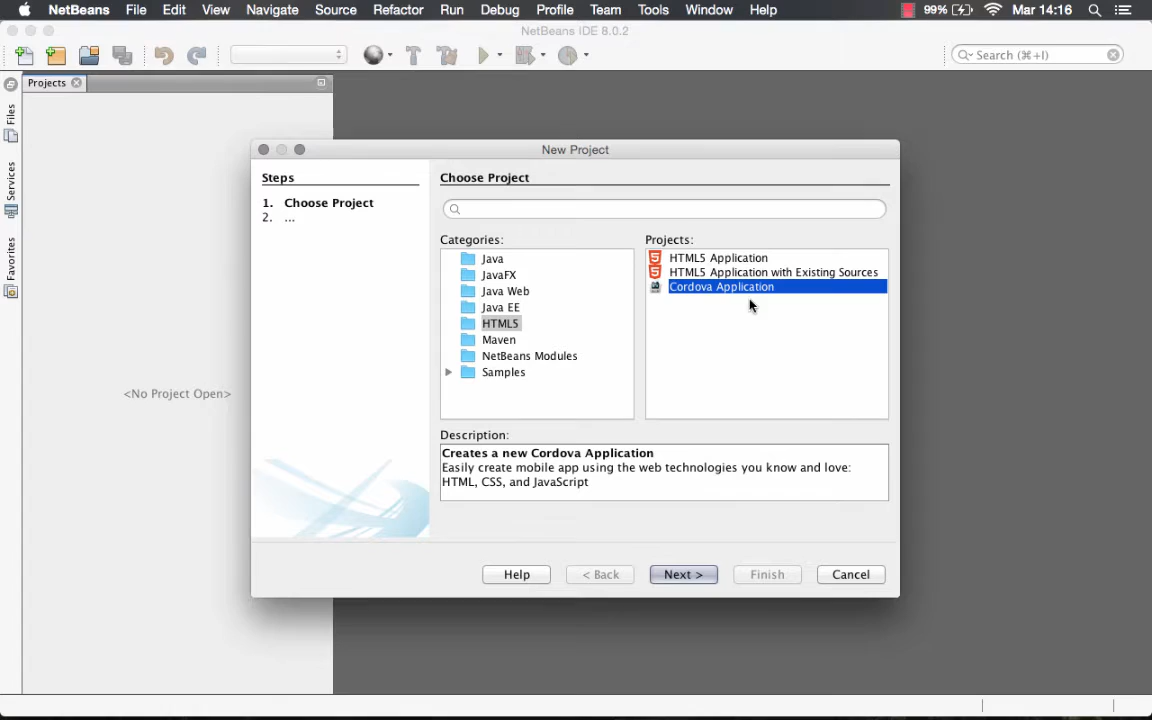 NetBeans File Edit View Navigate Source Refactor Run Debug Profile Team Tools Window Help 99% Mar 14:16
NetBeans IDE 8.0.2
Search (⌘+I)
Projects
Files
Services
Favorites
<No Project Open>
New Project
Steps
1. Choose Project
2. ...
Choose Project
Categories:
Java
JavaFX
Java Web
Java EE
HTML5
Maven
NetBeans Modules
Samples
Projects:
HTML5 Application
HTML5 Application with Existing Sources
Cordova Application
Description:
Creates a new Cordova Application
Easily create mobile app using the web technologies you know and love:
HTML, CSS, and JavaScript
Help < Back Next > Finish Cancel